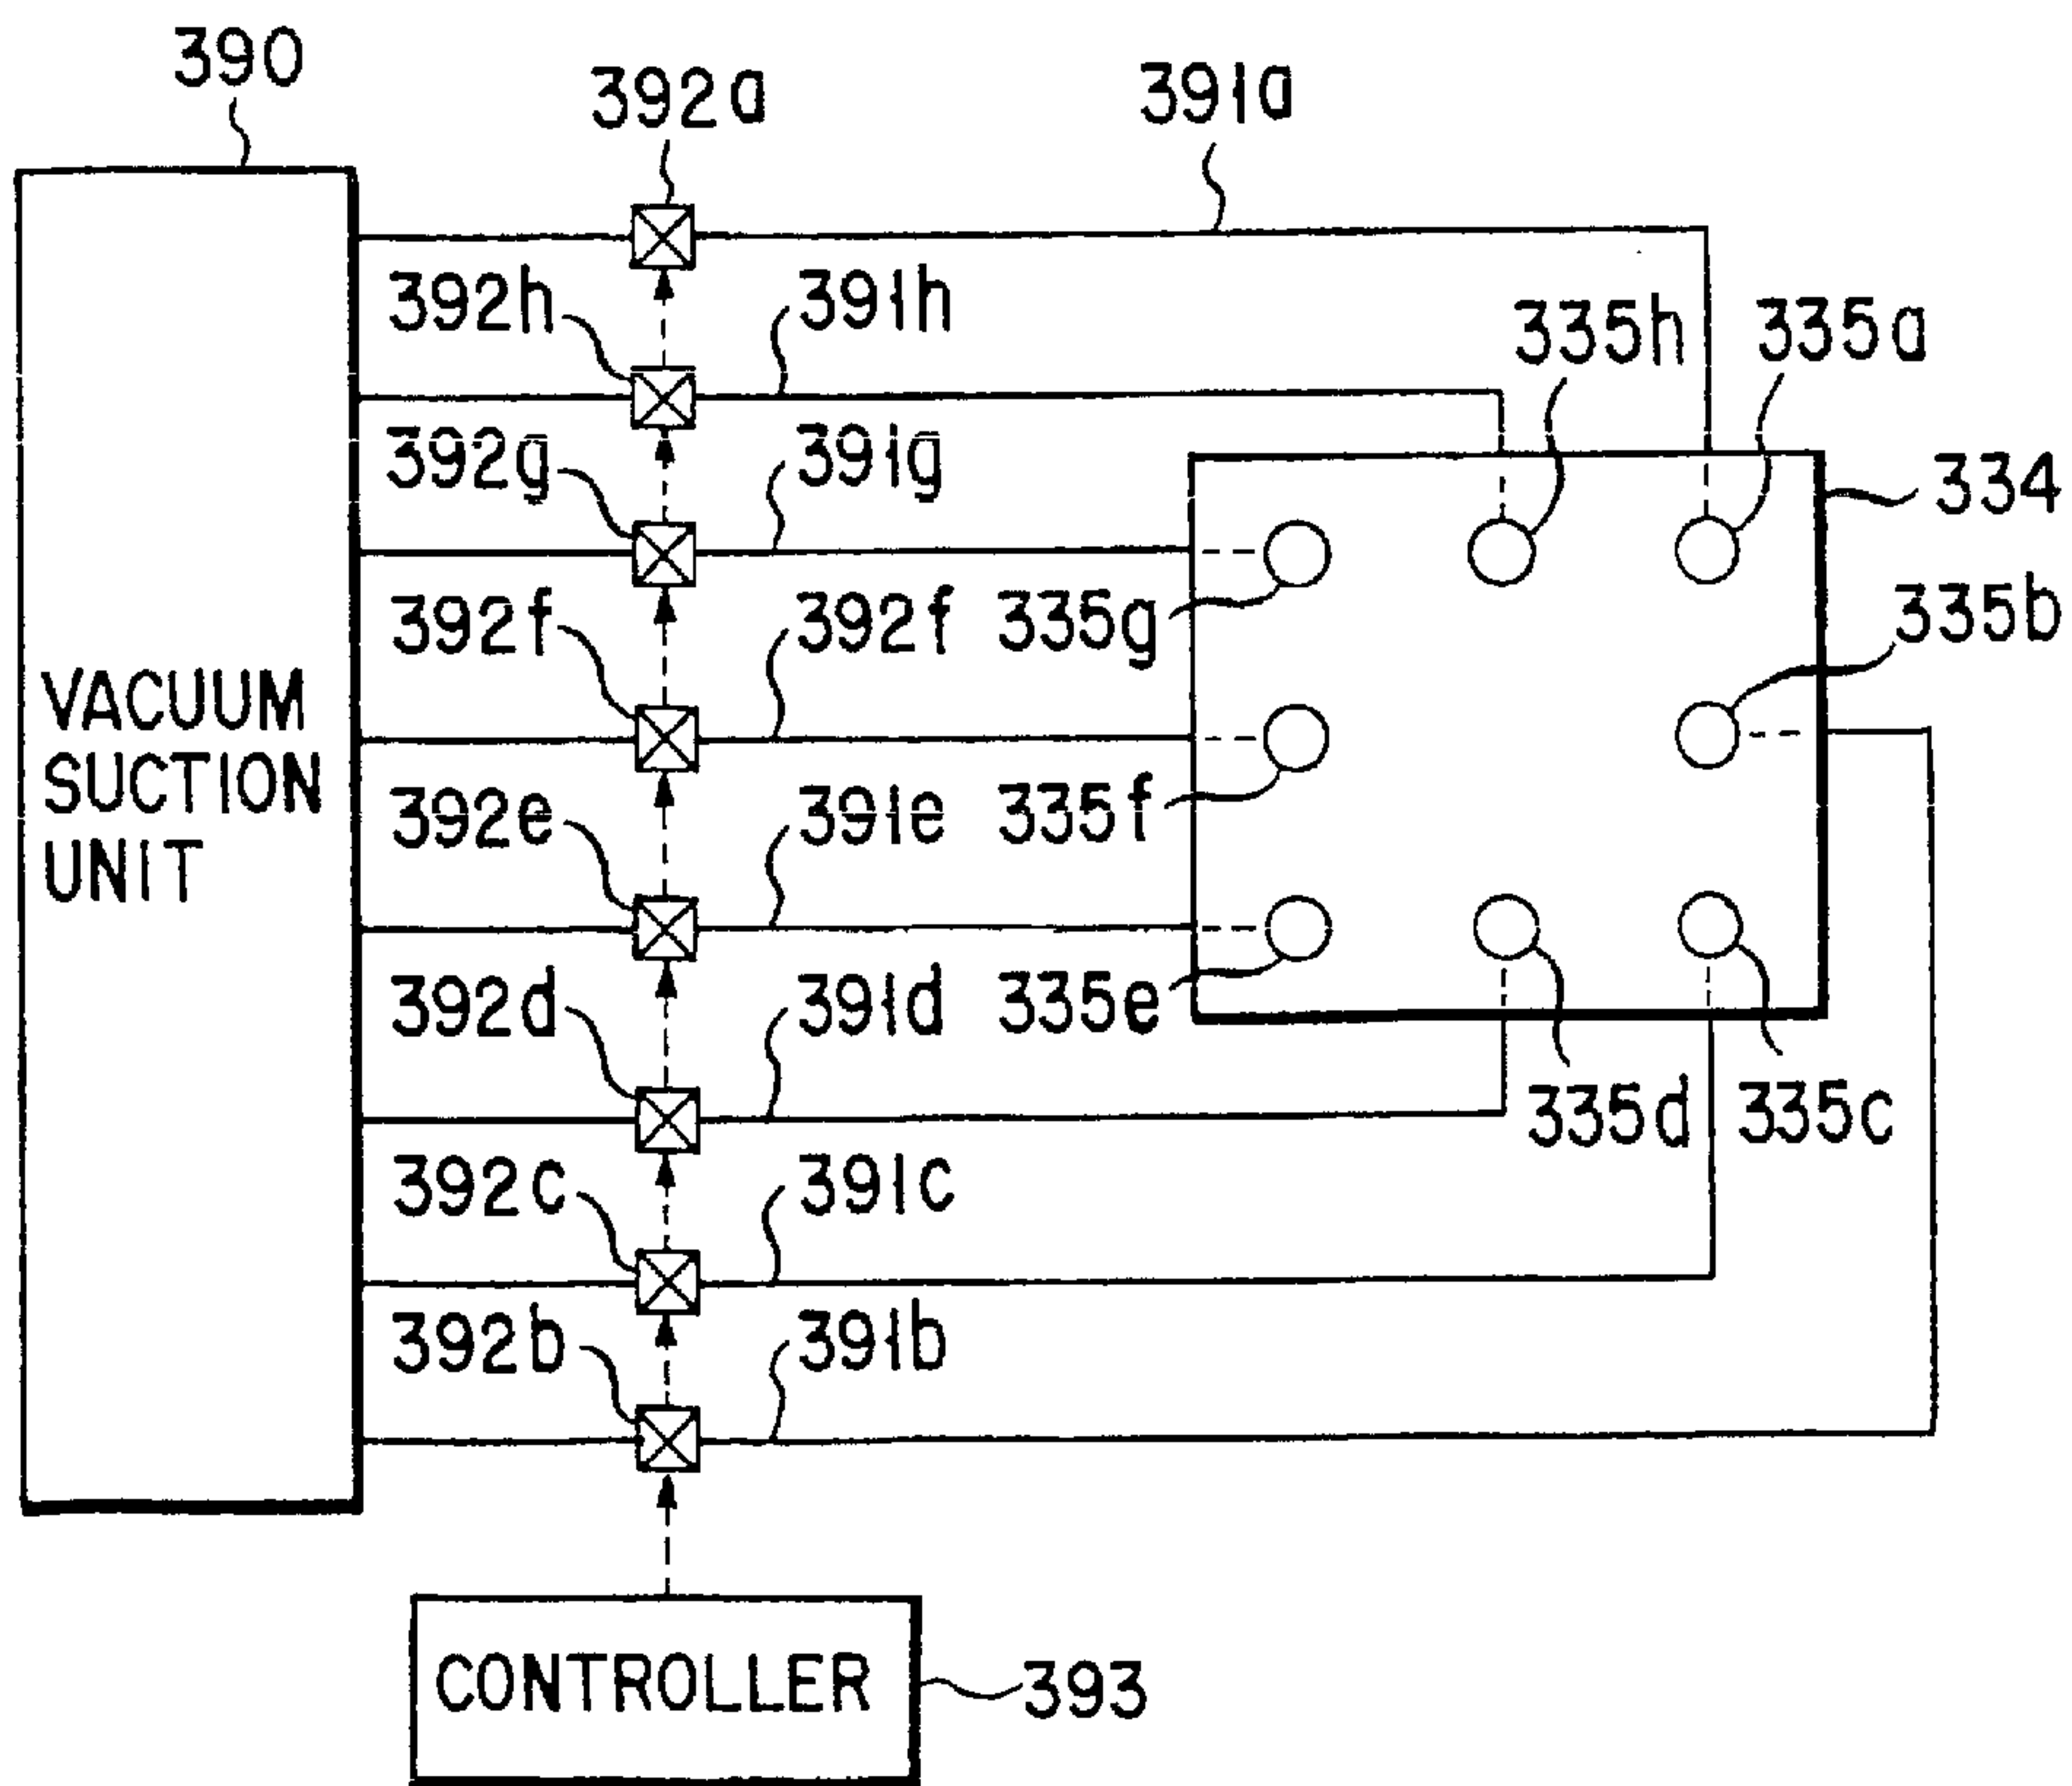 390
392a
391a
392h
391h
335h
335a
392g
391g
334
392f
392f
335g
335b
VACUUM
SUCTION
UNIT
392e
391e
335f
392d
391d
335e
335d
335c
392c
391c
392b
391b
CONTROLLER
393